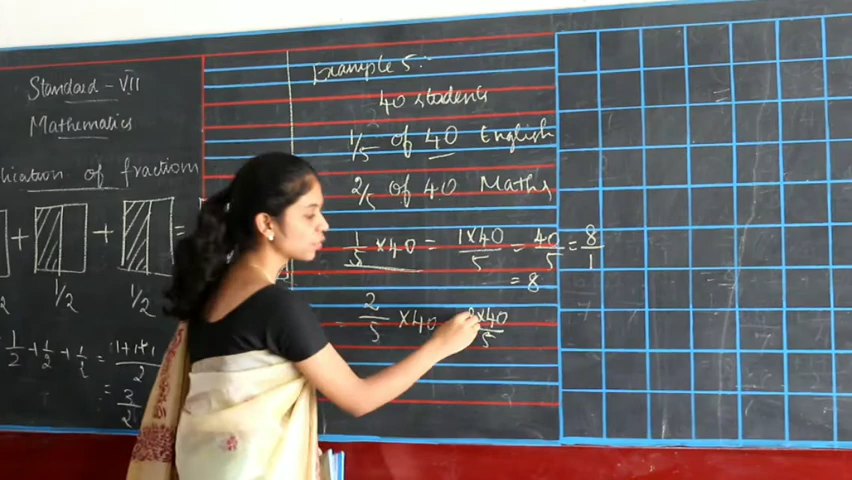 Standard - VII
Mathematics
lication of fraction
+ + =
1/2 1/2
1/2 + 1/2 + 1/2 = 1+1+1/2
= 3/2
Example 5 :-
40 students
1/5 of 40 English
2/5 of 40 Maths
1/5 × 40 = 1×40/5 = 40/5 = 8/1
= 8
2/5 × 40 2×40/5